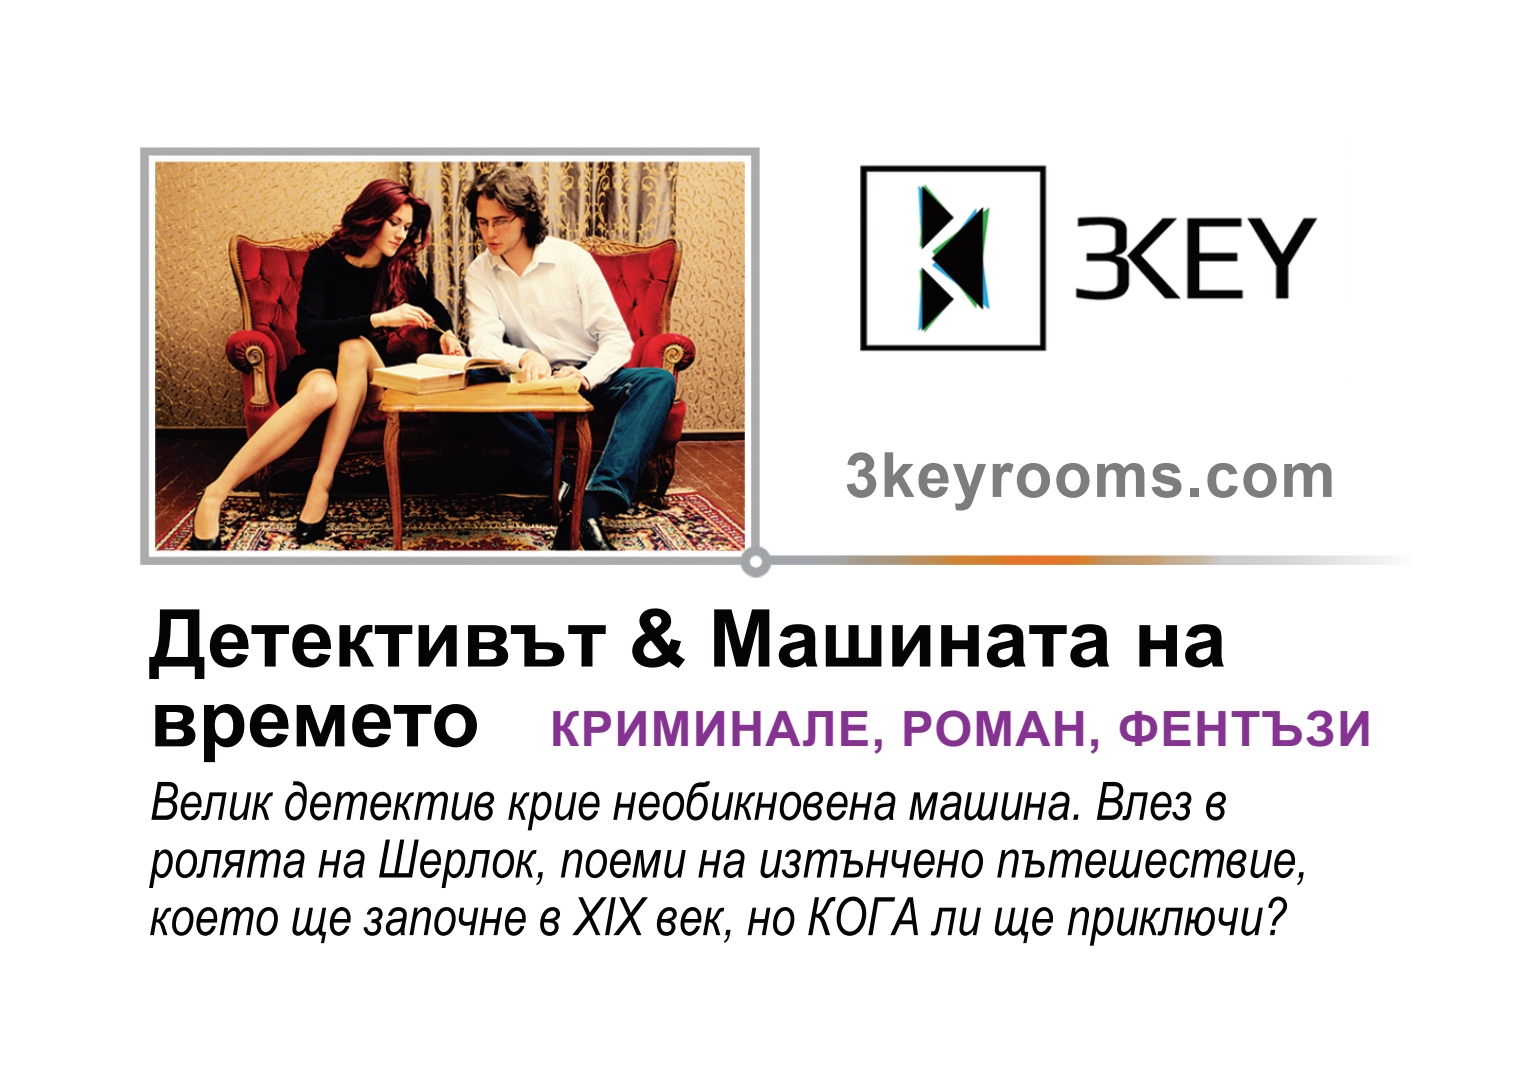 3KEY
3keyrooms.com
Детективът & Машината на
времето КРИМИНАЛЕ, РОМАН, ФЕНТЪЗИ
Велик детектив крие необикновена машина. Влез в
ролята на Шерлок, поеми на изтънчено пътешествие,
което ще започне в XIX век, но КОГА ли ще приключи?